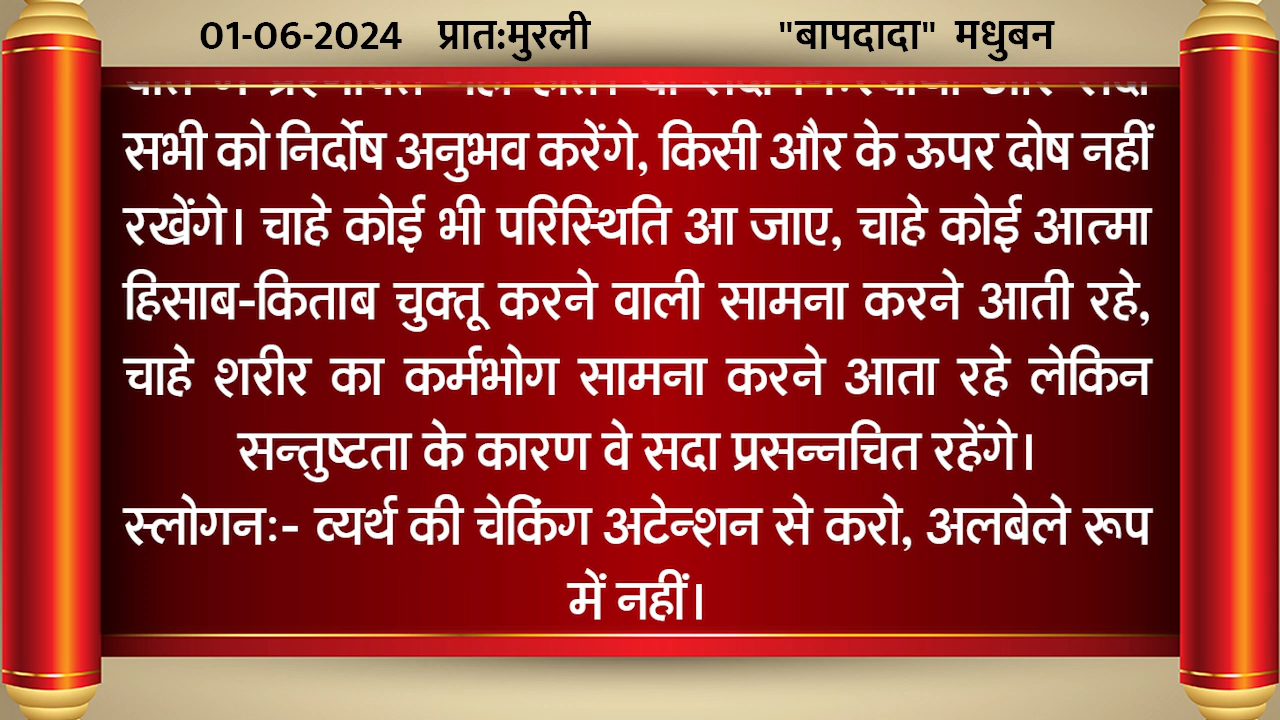 01-06-2024 प्रात:मुरली "बापदादा" मधुबन
सभी को निर्दोष अनुभव करेंगे, किसी और के ऊपर दोष नहीं
रखेंगे। चाहे कोई भी परिस्थिति आ जाए, चाहे कोई आत्मा
हिसाब-किताब चुक्तू करने वाली सामना करने आती रहे,
चाहे शरीर का कर्मभोग सामना करने आता रहे लेकिन
सन्तुष्टता के कारण वे सदा प्रसन्नचित रहेंगे।
स्लोगनः- व्यर्थ की चेकिंग अटेन्शन से करो, अलबेले रूप
में नहीं।